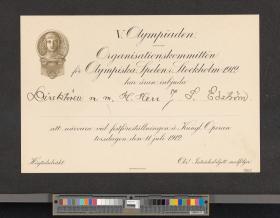 V. Olympiaden.
Organisationskommittén
för Olympiska Spelen i Stockholm 1912
har äran inbjuda
Direktören m. m. H. Herr J. S. Edström
att närvara vid festföreställningen å Kungl. Operan
torsdagen den 11 juli 1912.
Högtidsdräkt.
Obs! Inträdesbiljett medföljer.